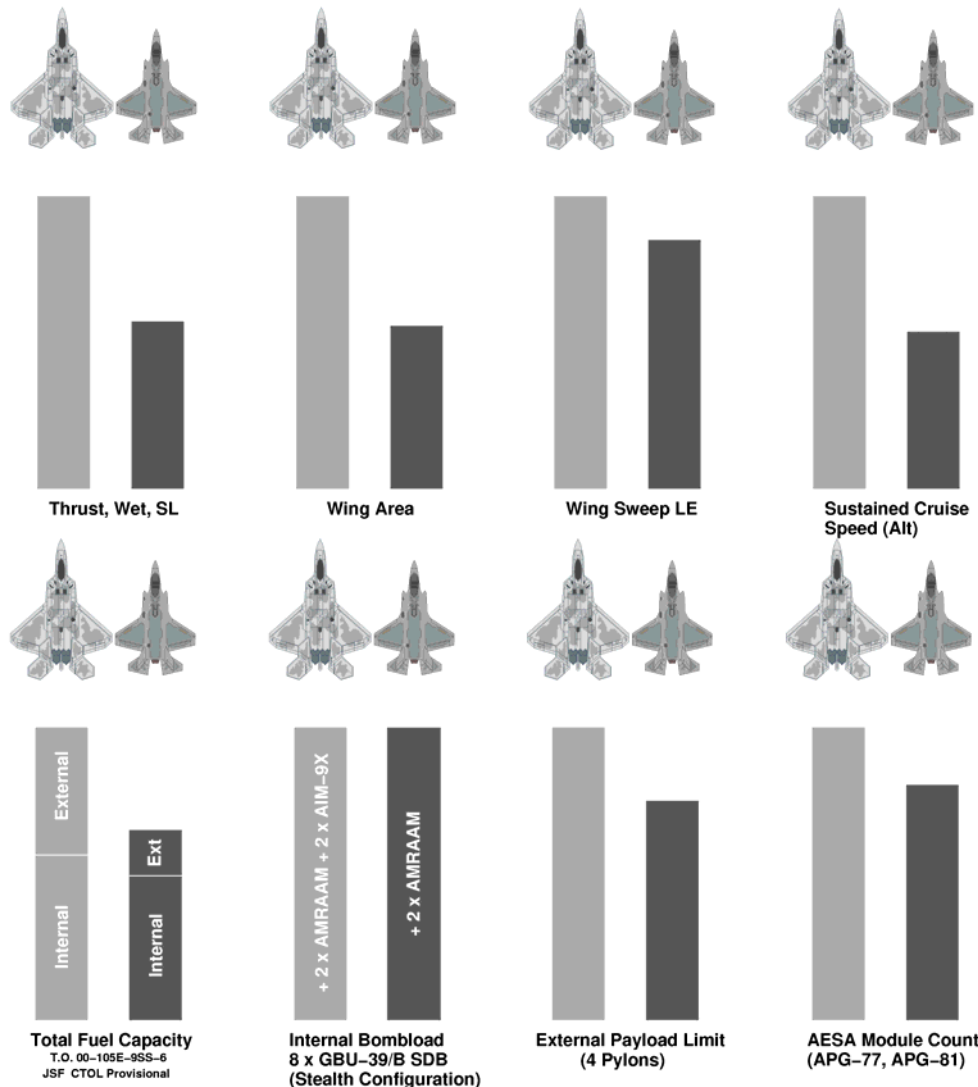 Thrust, Wet, SL
Wing Area
Wing Sweep LE
Sustained Cruise
Speed (Alt)
External
Internal
Ext
Internal
+ 2 x AMRAAM + 2 x AIM-9X
+ 2 x AMRAAM
Total Fuel Capacity
T.O. 00-105E-9SS-6
JSF CTOL Provisional
Internal Bombload
8 x GBU-39/B SDB
(Stealth Configuration)
External Payload Limit
(4 Pylons)
AESA Module Count
(APG-77, APG-81)